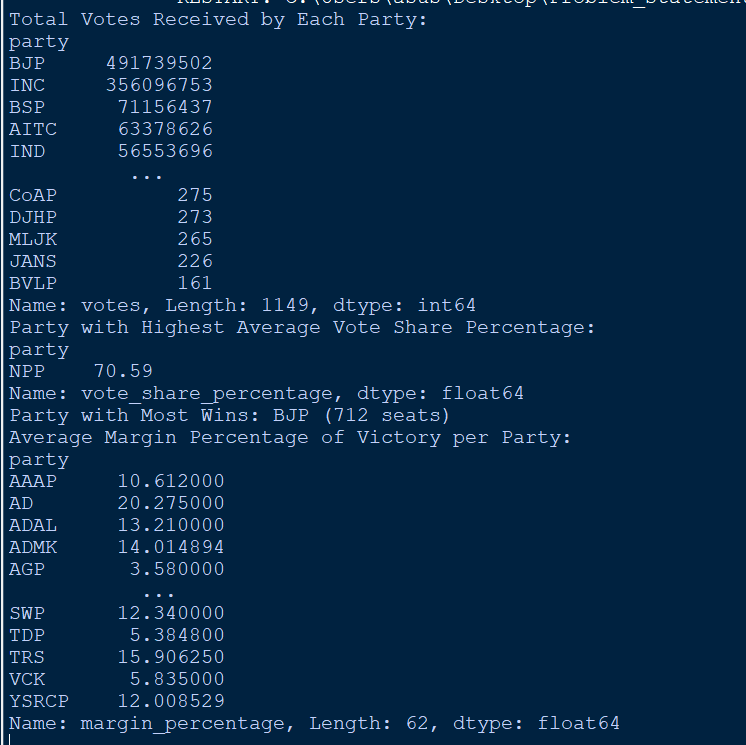 Total Votes Received by Each Party:
party
BJP     491739502
INC     356096753
BSP      71156437
AITC     63378626
IND      56553696
          ...
CoAP          275
DJHP          273
MLJK          265
JANS          226
BVLP          161
Name: votes, Length: 1149, dtype: int64
Party with Highest Average Vote Share Percentage:
party
NPP    70.59
Name: vote_share_percentage, dtype: float64
Party with Most Wins: BJP (712 seats)
Average Margin Percentage of Victory per Party:
party
AAAP     10.612000
AD       20.275000
ADAL     13.210000
ADMK     14.014894
AGP       3.580000
           ...
SWP      12.340000
TDP       5.384800
TRS      15.906250
VCK       5.835000
YSRCP    12.008529
Name: margin_percentage, Length: 62, dtype: float64